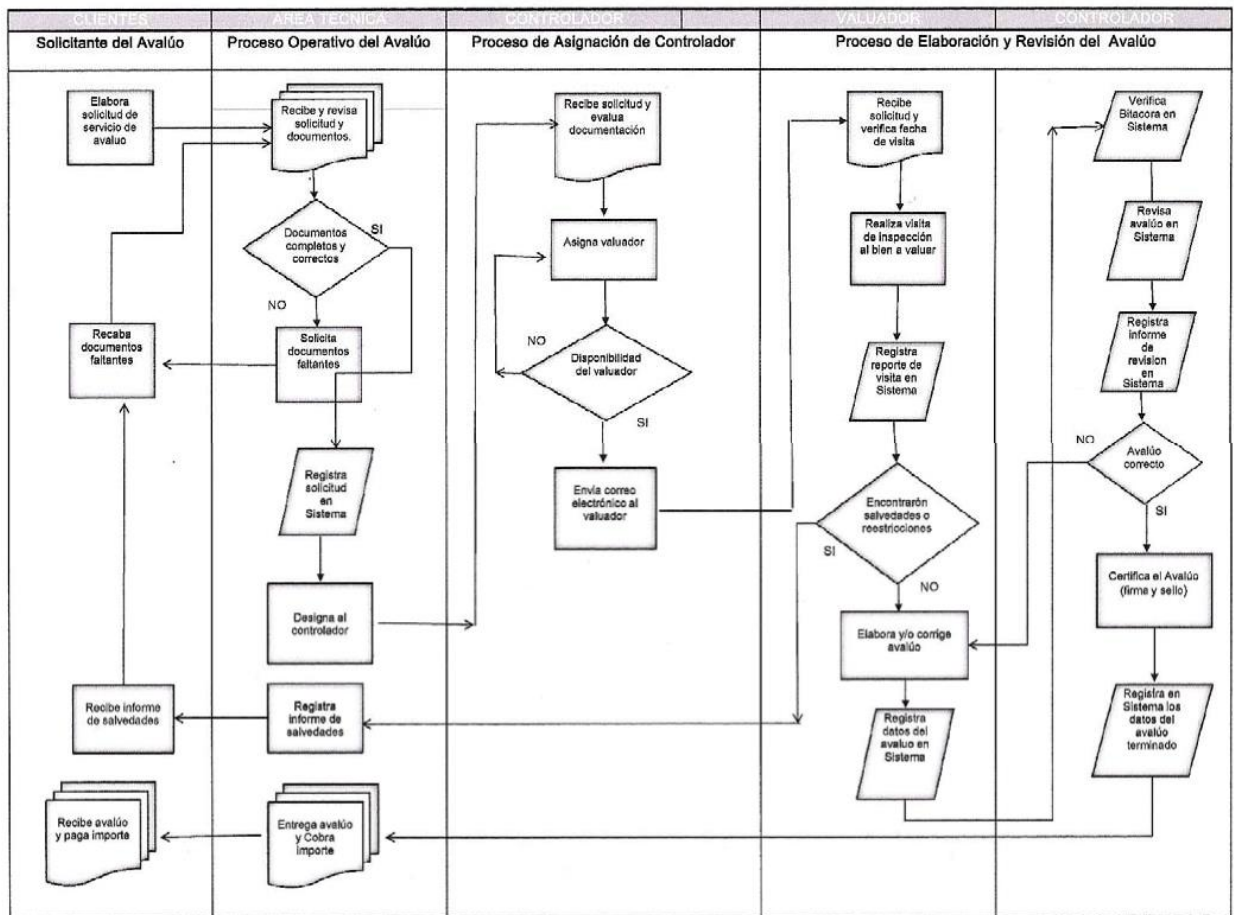 CLIENTES
AREA TECNICA
CONTROLADOR
VALUADOR
CONTROLADOR
Solicitante del Avalúo
Proceso Operativo del Avalúo
Proceso de Asignación de Controlador
Proceso de Elaboración y Revisión del Avalúo
Elabora
solicitud de
servicio de
avaluo
Recaba
documentos
faltantes
Recibe informe
de salvedades
Recibe avalúo
y paga importe
Recibe y revisa
solicitud y
documentos.
Documentos
completos y
correctos
SI
NO
Solicita
documentos
faltantes
Registra
solicitud
en
Sistema
Designa al
controlador
Registra
informe de
salvedades
Entrega avalúo
y Cobra
importe
Recibe solicitud y
evalua
documentación
Asigna valuador
NO
Disponibilidad
del valuador
SI
Envía correo
electrónico al
valuador
Recibe
solicitud y
verifica fecha
de visita
Realiza visita
de inspección
al bien a valuar
Registra
reporte de
visita en
Sistema
Encontrarón
salvedades o
reestricciones
SI
NO
Elabora y/o corrige
avalúo
Registra
datos del
avaluo en
Sistema
Verifica
Bitacora en
Sistema
Revisa
avalúo en
Sistema
Registra
informe
de
revision
en
Sistema
NO
Avalúo
correcto
SI
Certifica el Avalúo
(firma y sello)
Registra en
Sistema los
datos del
avalúo
terminado